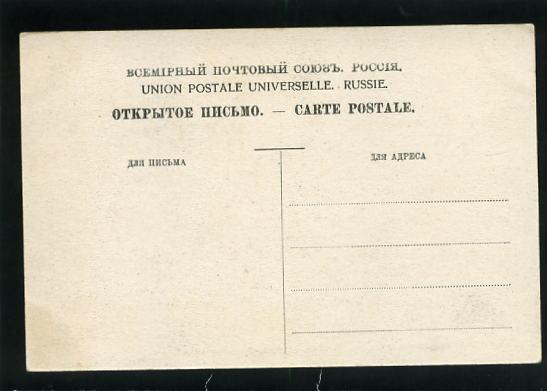 ВСЕМІРНЫЙ ПОЧТОВЫЙ СОЮЗЪ. РОССІЯ.
UNION POSTALE UNIVERSELLE. RUSSIE.
ОТКРЫТОЕ ПИСЬМО. — CARTE POSTALE.
ДЛЯ ПИСЬМА
ДЛЯ АДРЕСА